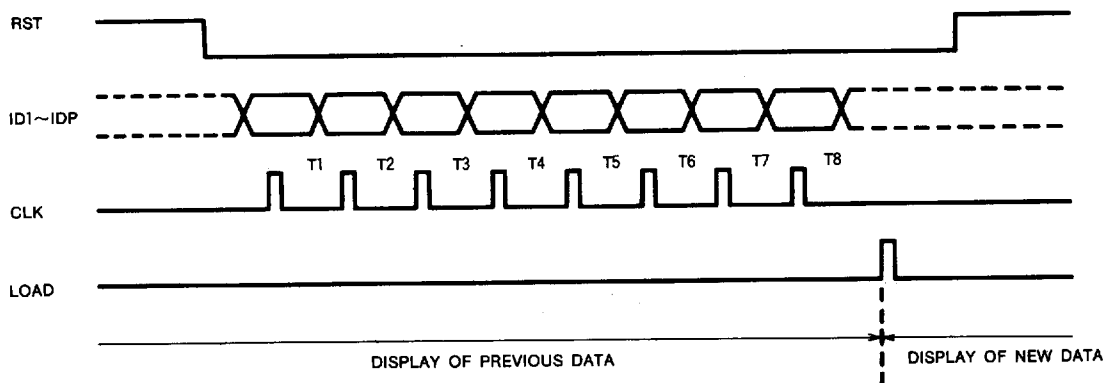 RST
ID1~IDP
T1 T2 T3 T4 T5 T6 T7 T8
CLK
LOAD
DISPLAY OF PREVIOUS DATA DISPLAY OF NEW DATA